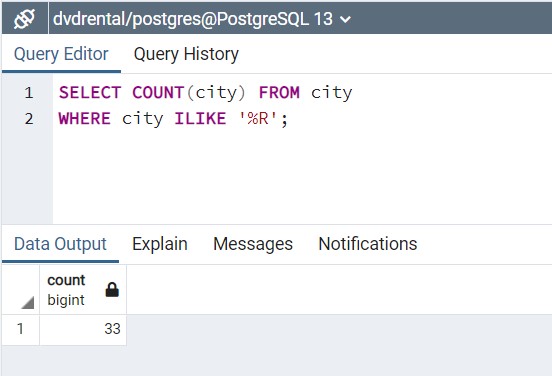 dvdrental/postgres@PostgreSQL 13
Query Editor Query History
1 SELECT COUNT(city) FROM city
2 WHERE city ILIKE '%R';
Data Output Explain Messages Notifications
count
bigint
1 33